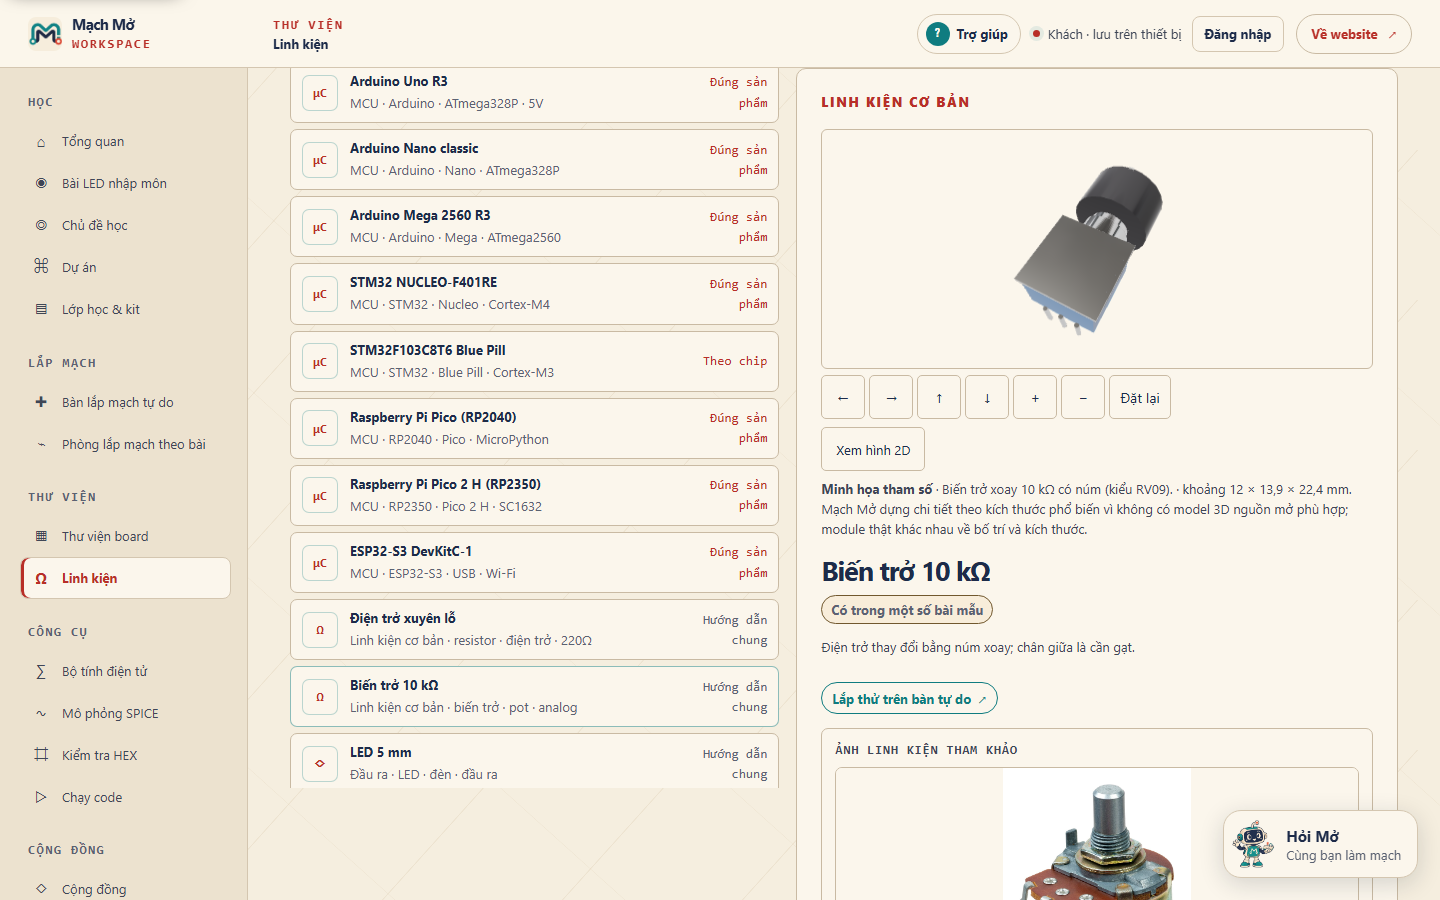 Mạch Mở
WORKSPACE
THƯ VIỆN
Linh kiện
? Trợ giúp
Khách · lưu trên thiết bị
Đăng nhập
Về website ↗
HỌC
Tổng quan
Bài LED nhập môn
Chủ đề học
Dự án
Lớp học & kit
LẮP MẠCH
Bàn lắp mạch tự do
Phòng lắp mạch theo bài
THƯ VIỆN
Thư viện board
Ω Linh kiện
CÔNG CỤ
∑ Bộ tính điện tử
∿ Mô phỏng SPICE
Kiểm tra HEX
▷ Chạy code
CỘNG ĐỒNG
◇ Cộng đồng
µC
Arduino Uno R3
MCU · Arduino · ATmega328P · 5V
Đúng sản
phẩm
µC
Arduino Nano classic
MCU · Arduino · Nano · ATmega328P
Đúng sản
phẩm
µC
Arduino Mega 2560 R3
MCU · Arduino · Mega · ATmega2560
Đúng sản
phẩm
µC
STM32 NUCLEO-F401RE
MCU · STM32 · Nucleo · Cortex-M4
Đúng sản
phẩm
µC
STM32F103C8T6 Blue Pill
MCU · STM32 · Blue Pill · Cortex-M3
Theo chip
µC
Raspberry Pi Pico (RP2040)
MCU · RP2040 · Pico · MicroPython
Đúng sản
phẩm
µC
Raspberry Pi Pico 2 H (RP2350)
MCU · RP2350 · Pico 2 H · SC1632
Đúng sản
phẩm
µC
ESP32-S3 DevKitC-1
MCU · ESP32-S3 · USB · Wi-Fi
Đúng sản
phẩm
Ω
Điện trở xuyên lỗ
Linh kiện cơ bản · resistor · điện trở · 220Ω
Hướng dẫn
chung
Ω
Biến trở 10 kΩ
Linh kiện cơ bản · biến trở · pot · analog
Hướng dẫn
chung
LED 5 mm
Đầu ra · LED · đèn · đầu ra
Hướng dẫn
chung
LINH KIỆN CƠ BẢN
← → ↑ ↓ + − Đặt lại
Xem hình 2D
Minh họa tham số · Biến trở xoay 10 kΩ có núm (kiểu RV09). · khoảng 12 × 13,9 × 22,4 mm.
Mạch Mở dựng chi tiết theo kích thước phổ biến vì không có model 3D nguồn mở phù hợp;
module thật khác nhau về bố trí và kích thước.
Biến trở 10 kΩ
Có trong một số bài mẫu
Điện trở thay đổi bằng núm xoay; chân giữa là cần gạt.
Lắp thử trên bàn tự do ↗
ẢNH LINH KIỆN THAM KHẢO
Hỏi Mở
Cùng bạn làm mạch